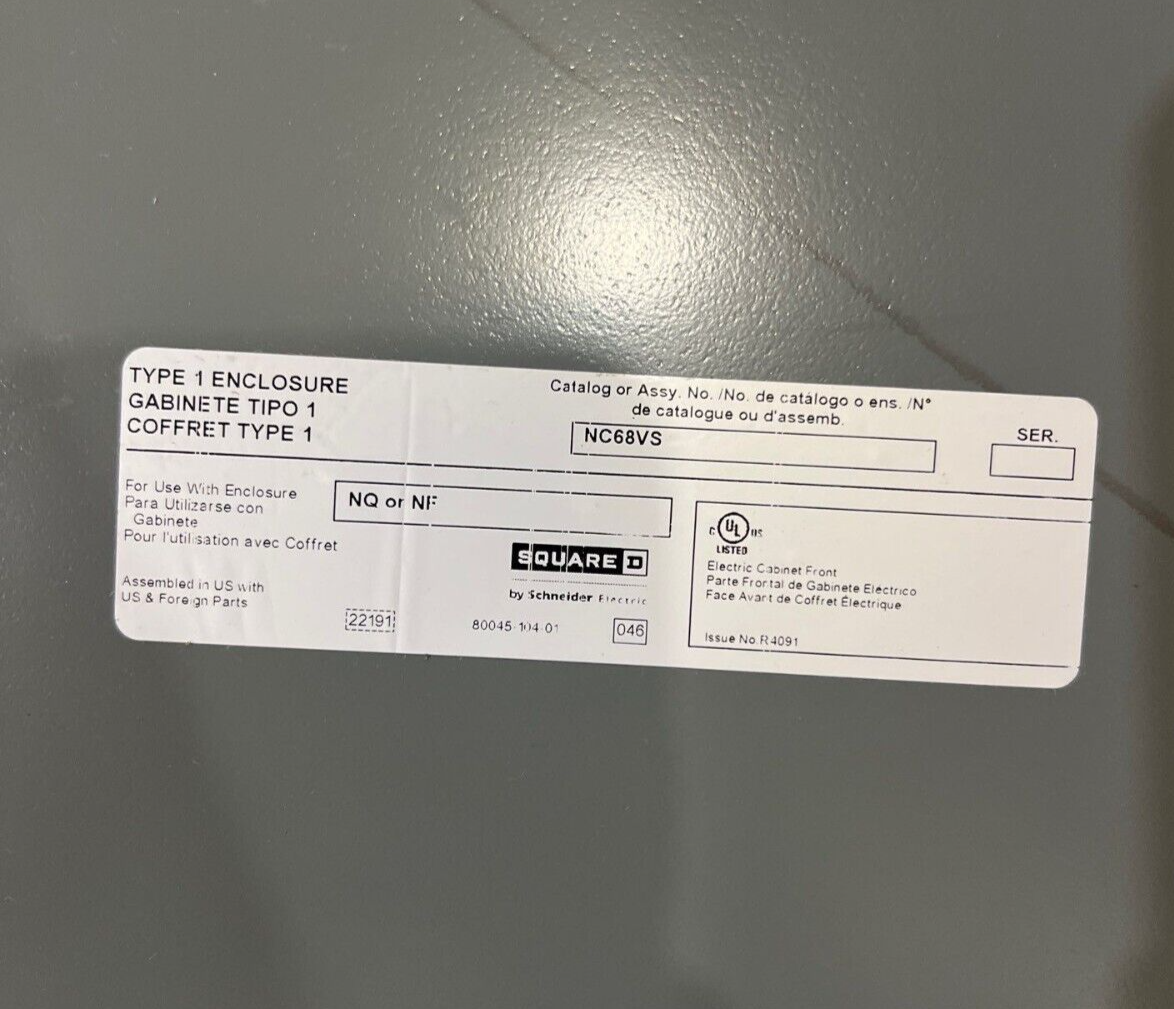 TYPE 1 ENCLOSURE
GABINETE TIPO 1
COFFRET TYPE 1
Catalog or Assy. No. /No. de catálogo o ens. /N°
de catalogue ou d'assemb.
NC68VS
SER.
For Use With Enclosure
Para Utilizarse con
Gabinete
Pour l'utilisation avec Coffret
NQ or NF
Assembled in US with
US & Foreign Parts
22191
SQUARE D
by Schneider Electric
80045-104-01
046
C UL US
LISTED
Electric Cabinet Front
Parte Frontal de Gabinete Electrico
Face Avant de Coffret Électrique
Issue No.R4091